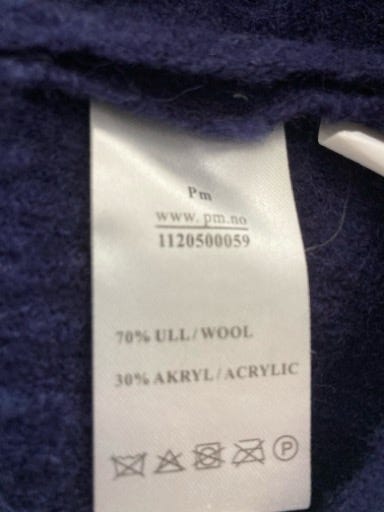 Pm
www.pm.no
1120500059
70% ULL/WOOL
30% AKRYL/ACRYLIC
P